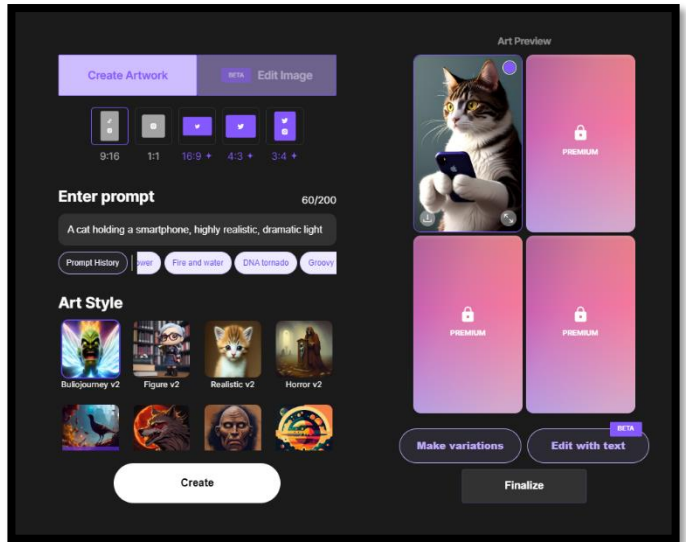 Art Preview
Create Artwork
BETA Edit Image
9:16 1:1 16:9 + 4:3 + 3:4 +
Enter prompt 60/200
A cat holding a smartphone, highly realistic, dramatic light
Prompt History ower Fire and water DNA tornado Groovy
Art Style
Buliojourney v2 Figure v2 Realistic v2 Horror v2
Create
PREMIUM
PREMIUM
PREMIUM
BETA
Make variations Edit with text
Finalize